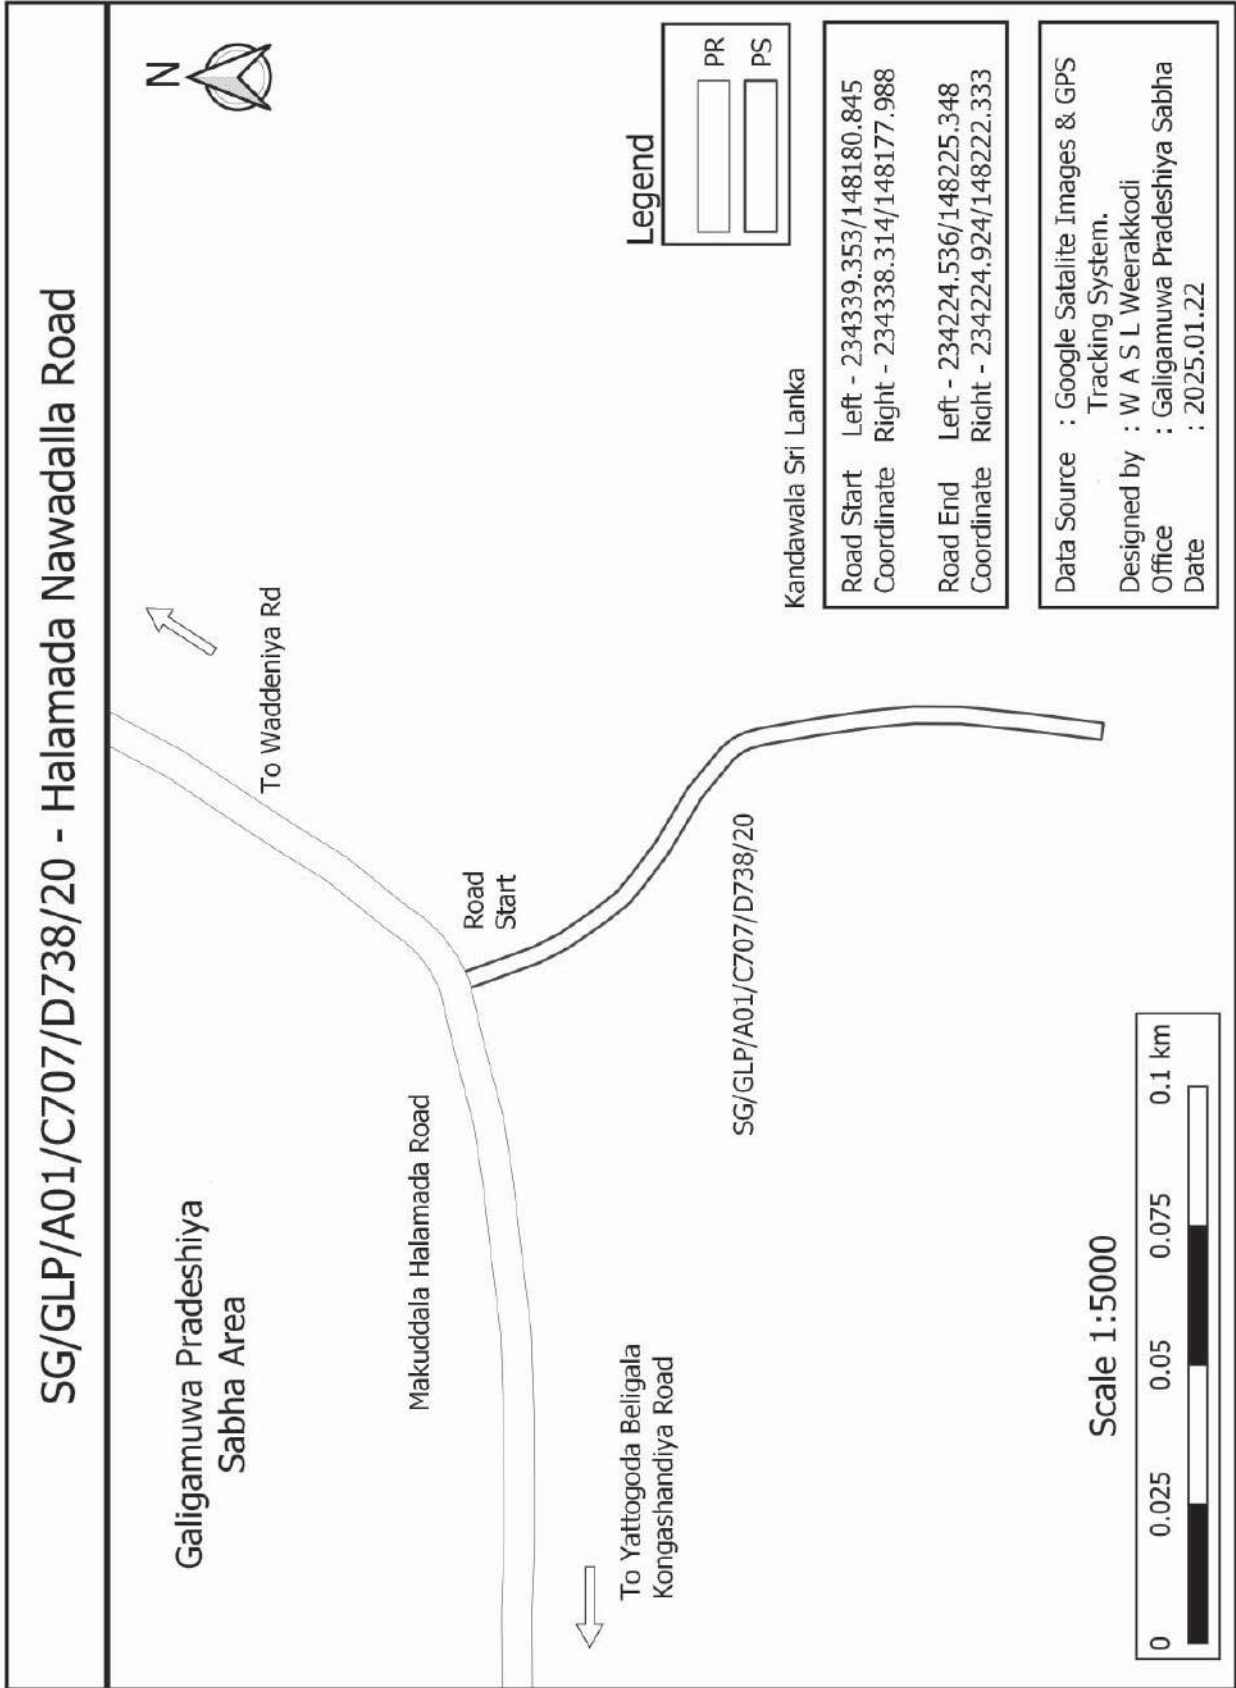 SG/GLP/A01/C707/D738/20 - Halamada Nawadalla Road
N
Galigamuwa Pradeshiya
Sabha Area
To Waddeniya Rd
Makuddala Halamada Road
Road
Start
To Yattogoda Beligala
Kongashandiya Road
SG/GLP/A01/C707/D738/20
Legend
PR
PS
Kandawala Sri Lanka
Road Start Left - 234339.353/148180.845
Coordinate Right - 234338.314/148177.988
Road End Left - 234224.536/148225.348
Coordinate Right - 234224.924/148222.333
Data Source : Google Satalite Images & GPS
Tracking System.
Designed by : W A S L Weerakkodi
Office : Galigamuwa Pradeshiya Sabha
Date : 2025.01.22
Scale 1:5000
0 0.025 0.05 0.075 0.1 km